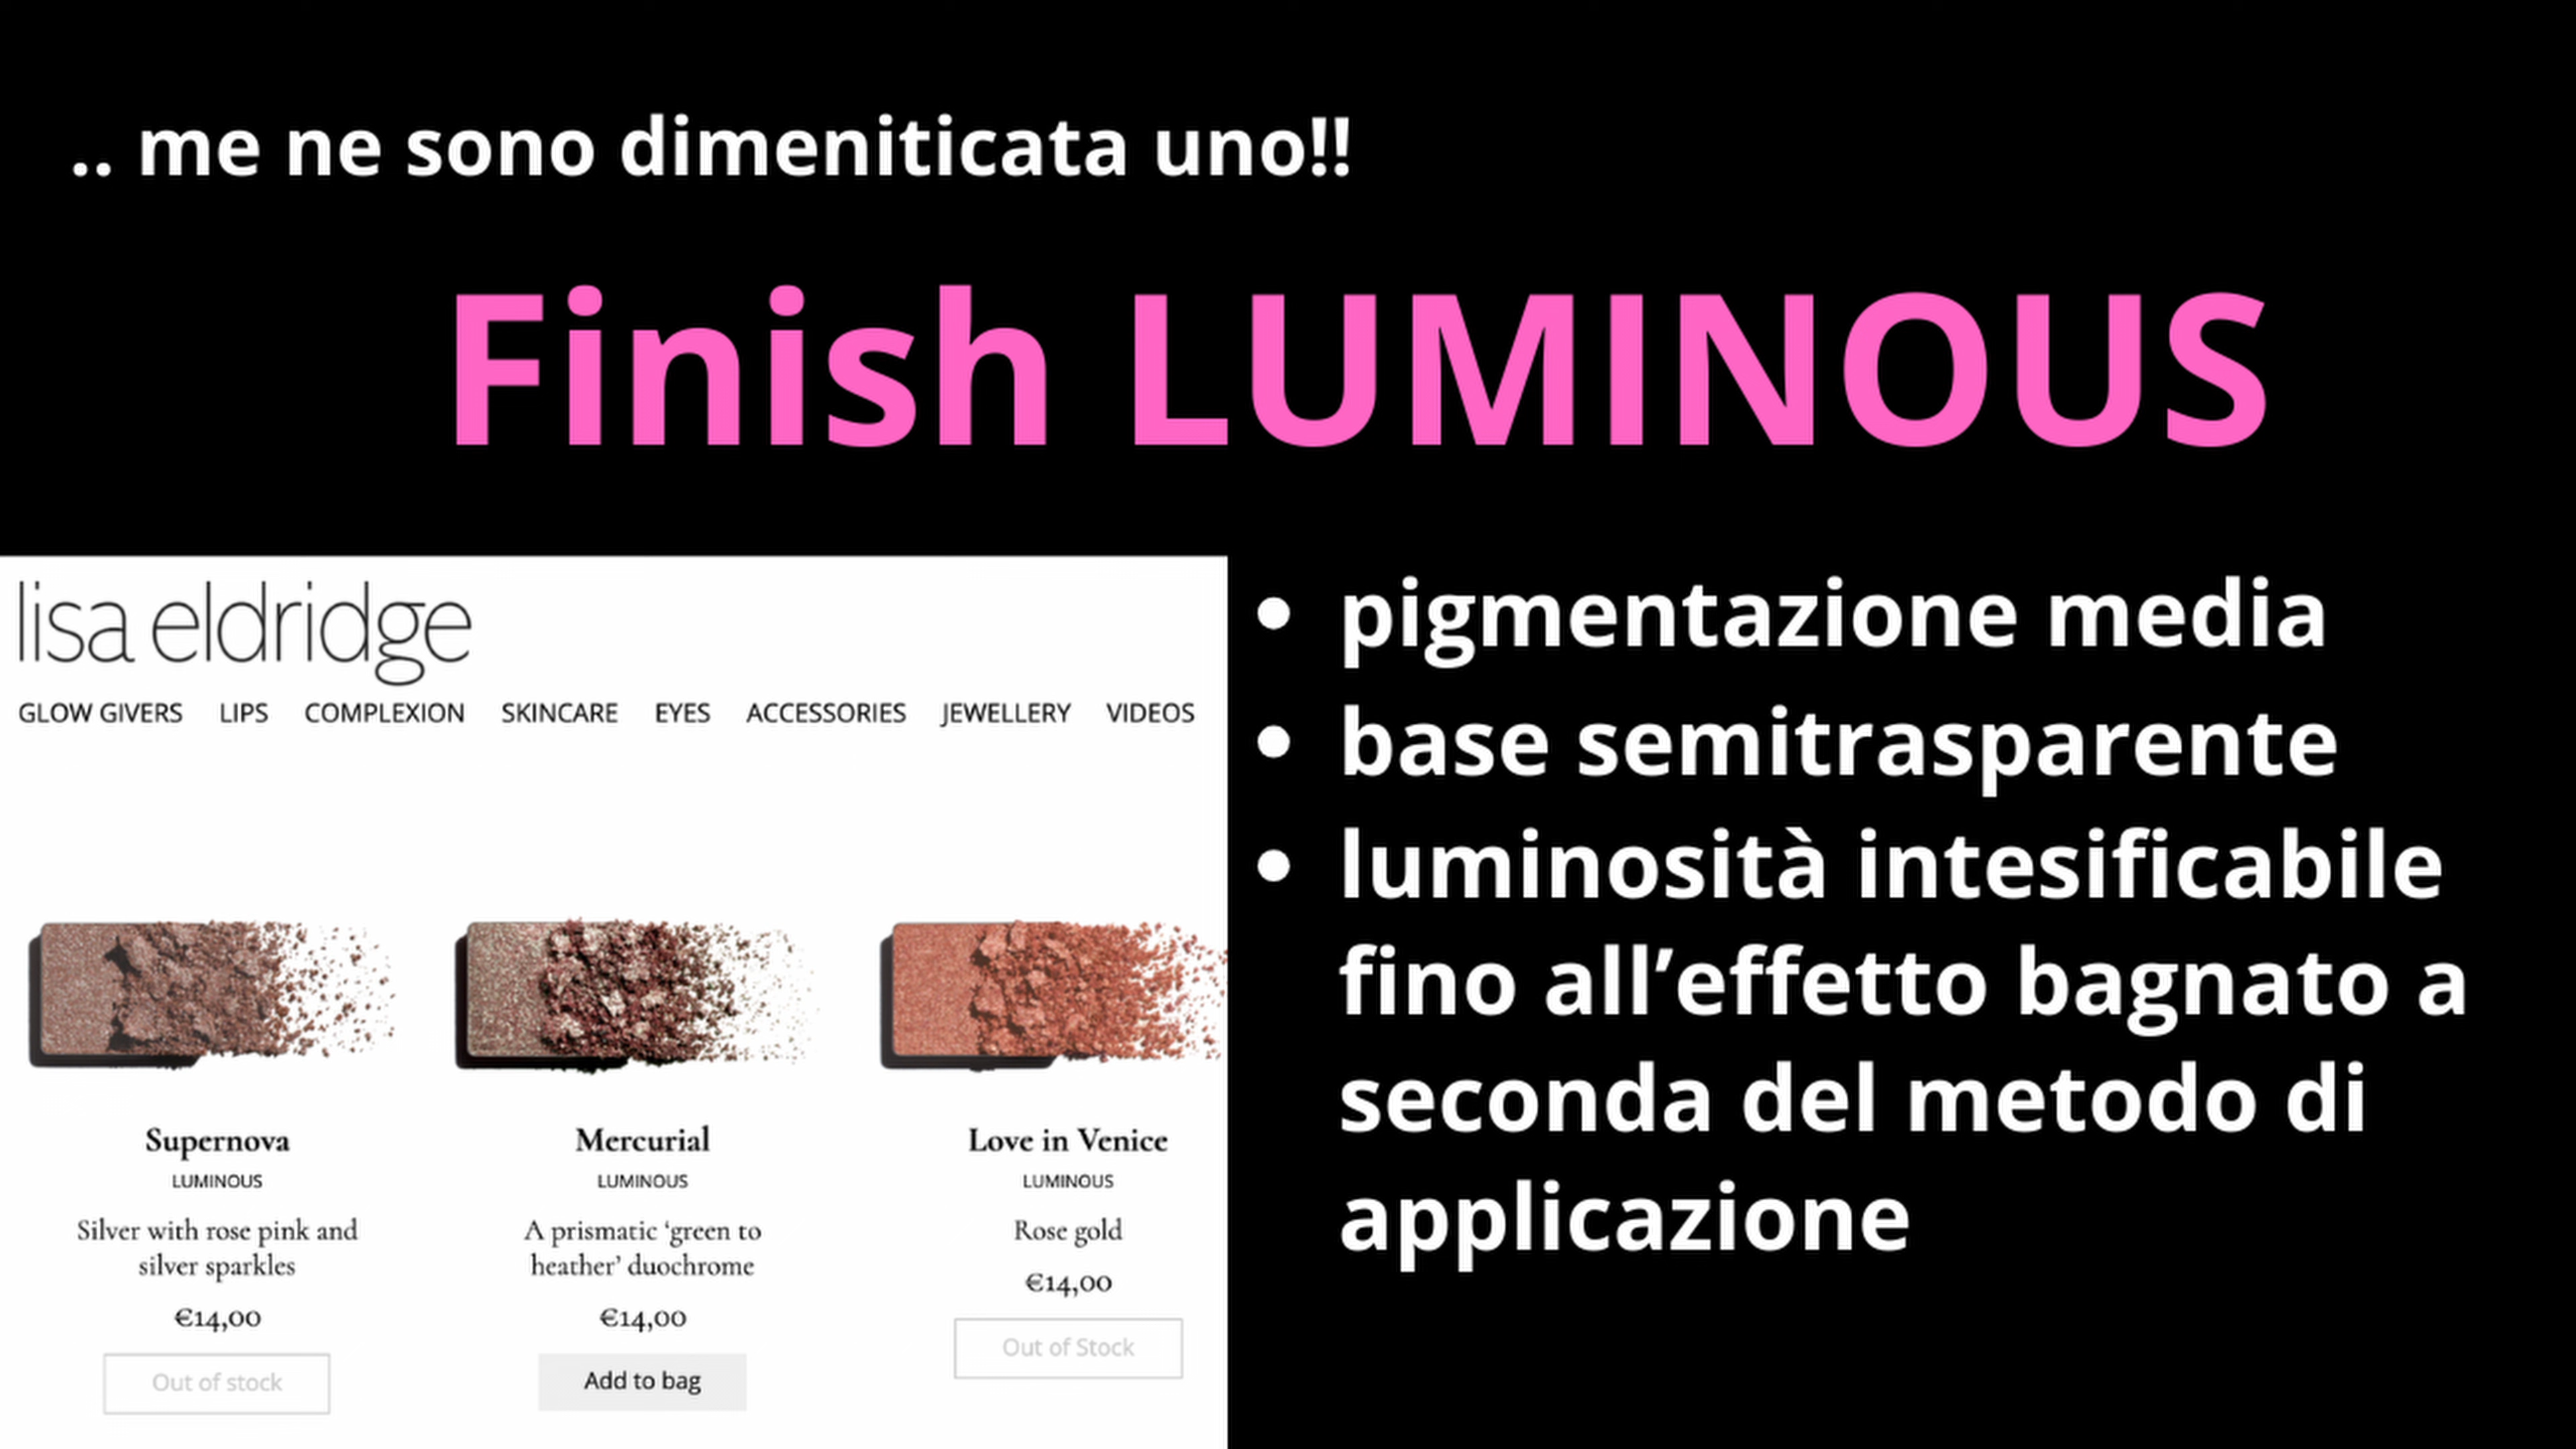 .. me ne sono dimeniticata uno!!
Finish LUMINOUS
lisa eldridge
GLOW GIVERS LIPS COMPLEXION SKINCARE EYES ACCESSORIES JEWELLERY VIDEOS
Supernova
LUMINOUS
Silver with rose pink and
silver sparkles
€14,00
Out of stock
Mercurial
LUMINOUS
A prismatic ‘green to
heather’ duochrome
€14,00
Add to bag
Love in Venice
LUMINOUS
Rose gold
€14,00
Out of Stock
• pigmentazione media
• base semitrasparente
• luminosità intesificabile
fino all’effetto bagnato a
seconda del metodo di
applicazione